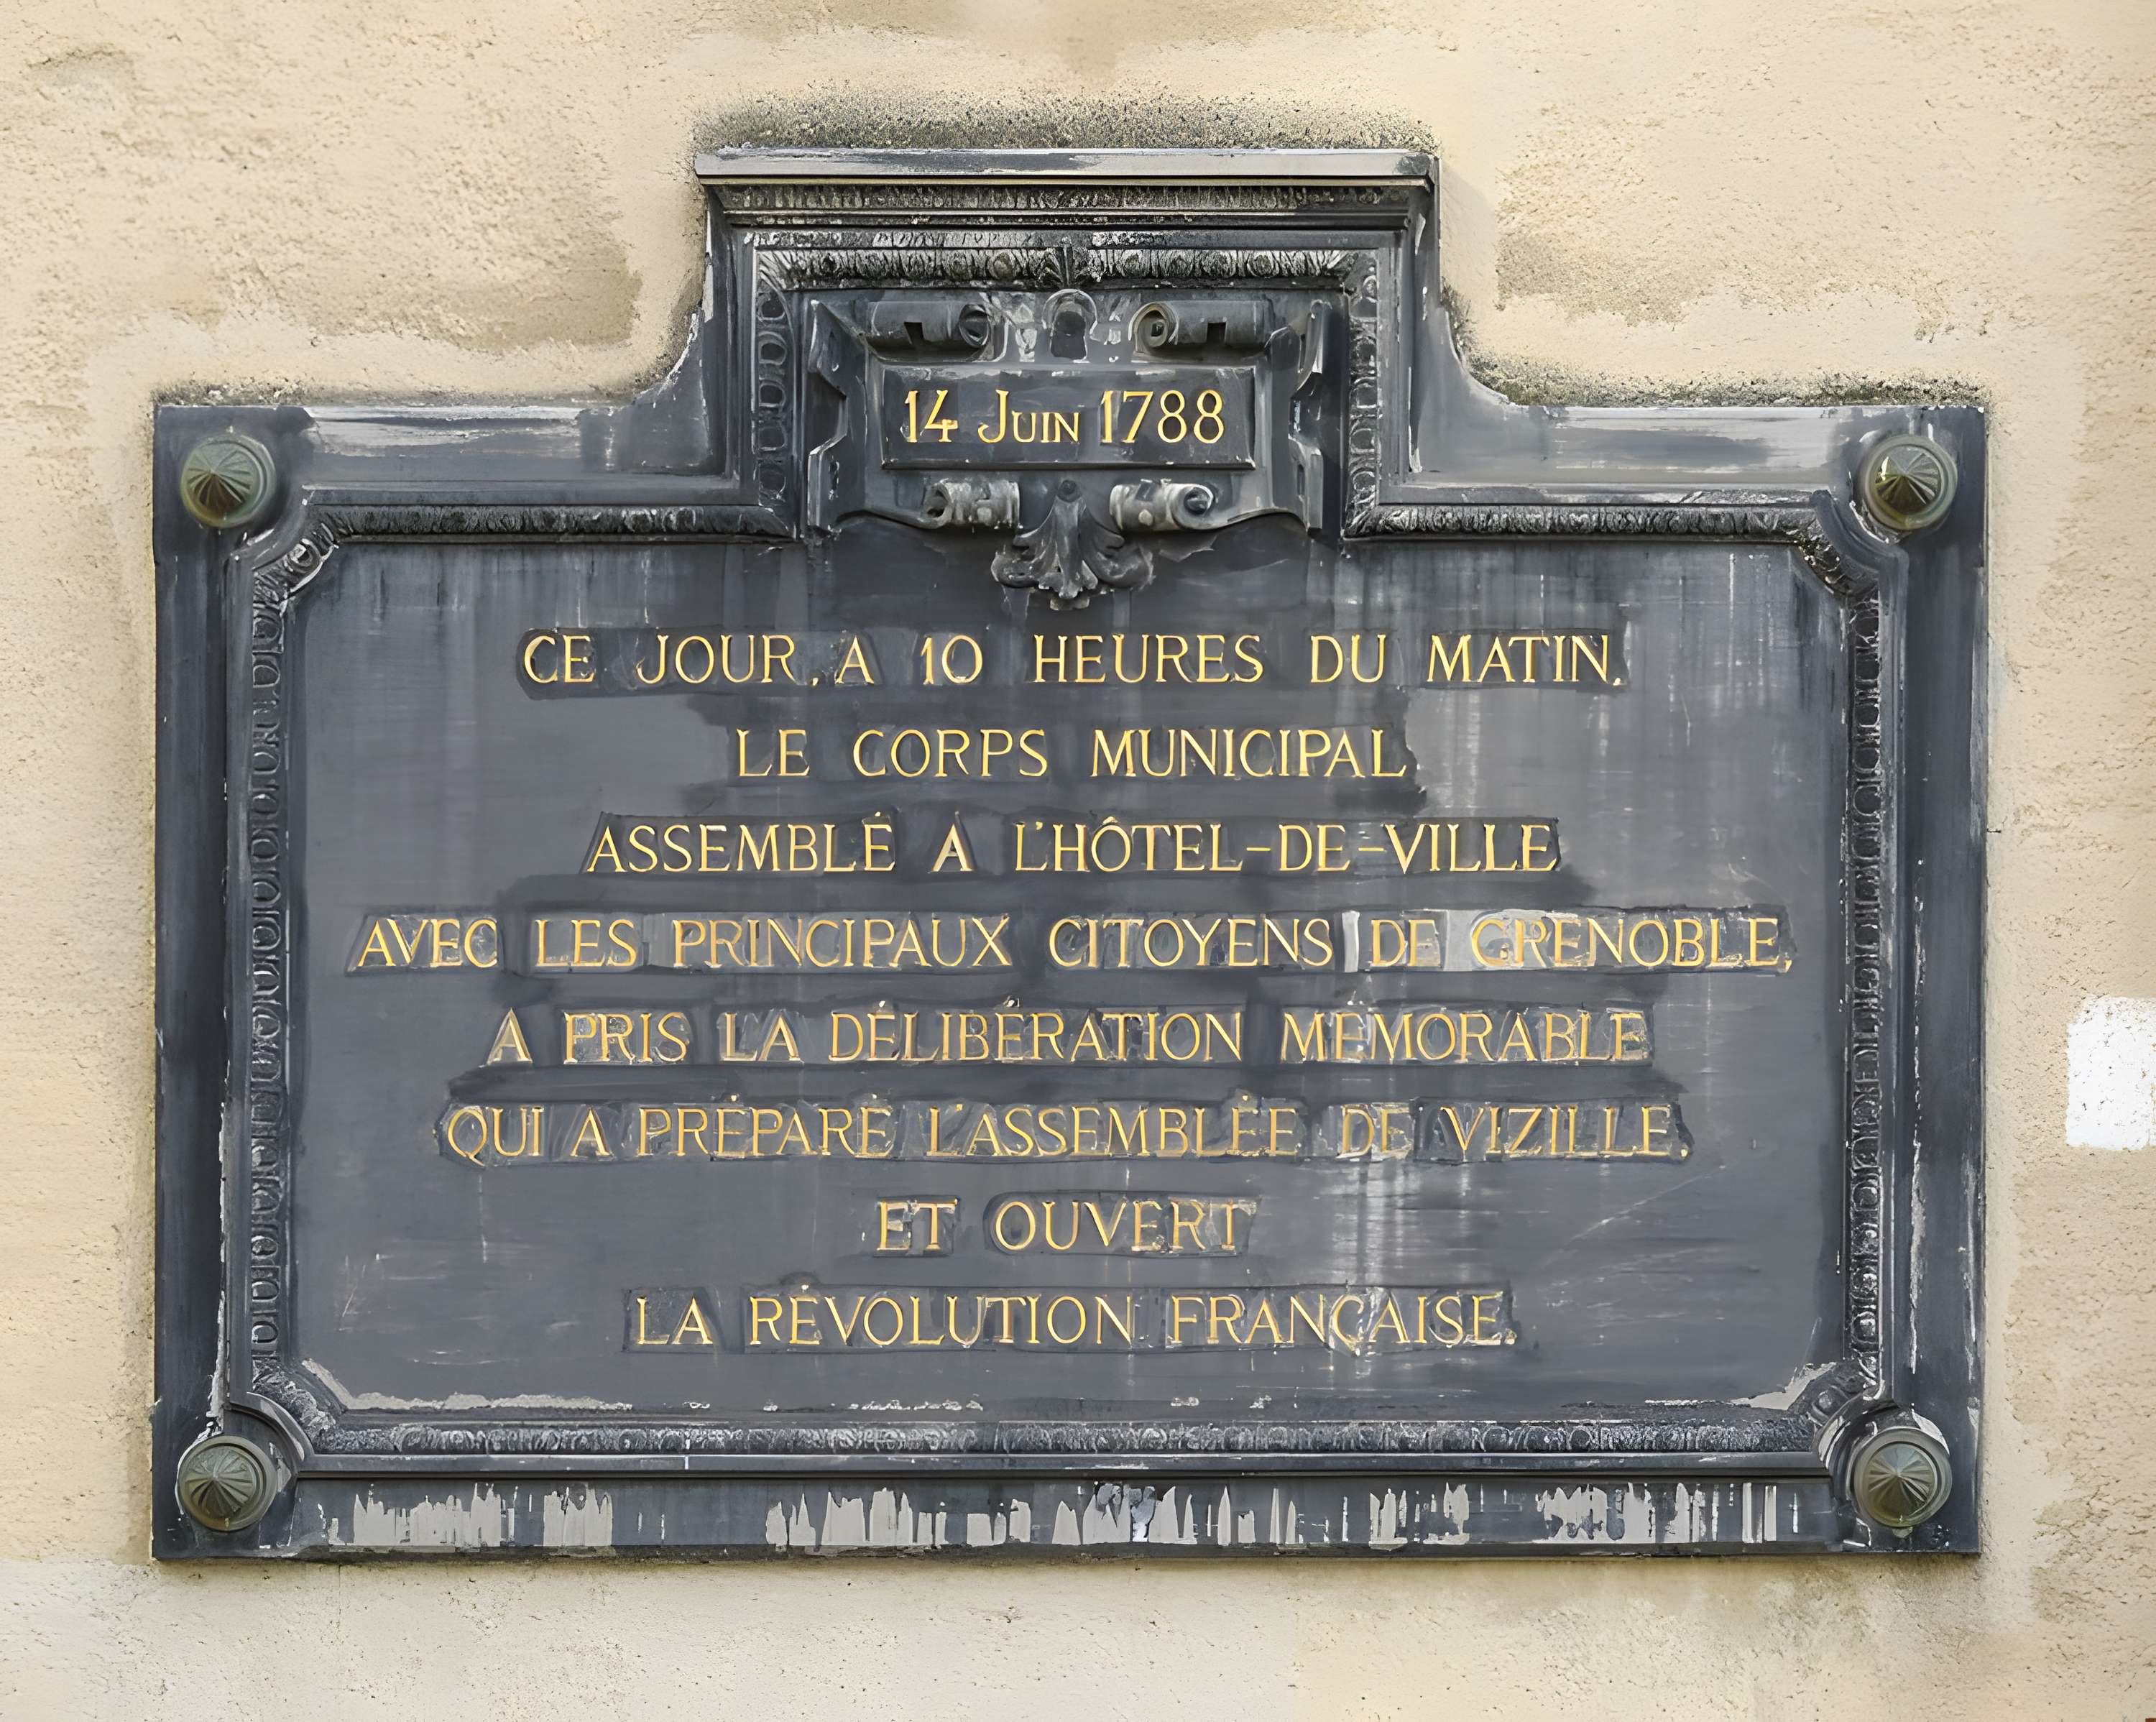 14 JUIN 1788
CE JOUR, A 10 HEURES DU MATIN,
LE CORPS MUNICIPAL
ASSEMBLÉ A L'HÔTEL-DE-VILLE
AVEC LES PRINCIPAUX CITOYENS DE GRENOBLE,
A PRIS LA DÉLIBÉRATION MÉMORABLE
QUI A PRÉPARÉ L'ASSEMBLÉE DE VIZILLE.
ET OUVERT
LA RÉVOLUTION FRANÇAISE.